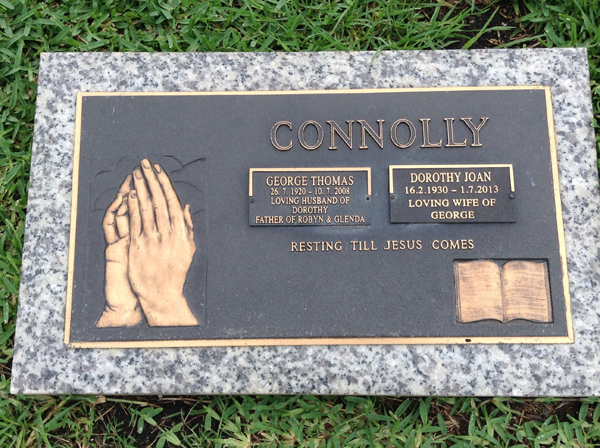 CONNOLLY
GEORGE THOMAS
26. 7. 1920 – 10. 7. 2008
LOVING HUSBAND OF
DOROTHY
FATHER OF ROBYN & GLENDA
DOROTHY JOAN
16.2.1930 – 1.7.2013
LOVING WIFE OF
GEORGE
RESTING TILL JESUS COMES